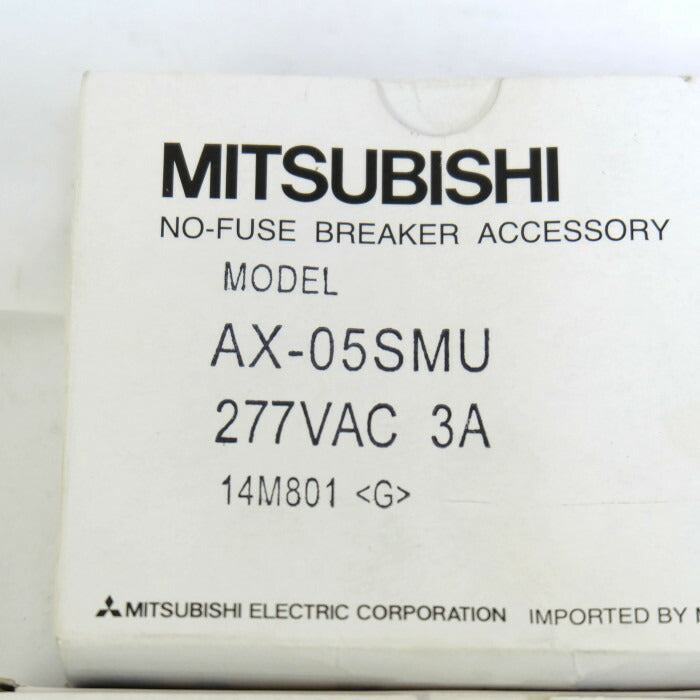 MITSUBISHI
NO-FUSE BREAKER ACCESSORY
MODEL
AX-05SMU
277VAC 3A
14M801 <G>
MITSUBISHI ELECTRIC CORPORATION IMPORTED BY